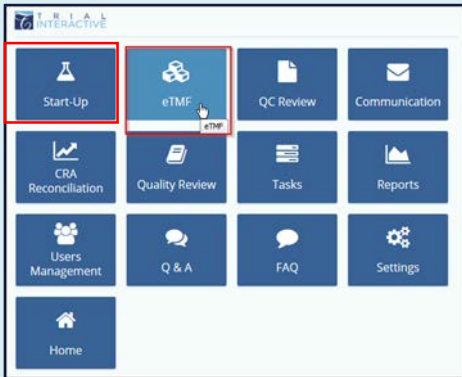 TRIAL
INTERACTIVE
Start-Up
eTMF
QC Review
Communication
eTMF
CRA
Reconciliation
Quality Review
Tasks
Reports
Users
Management
Q & A
FAQ
Settings
Home